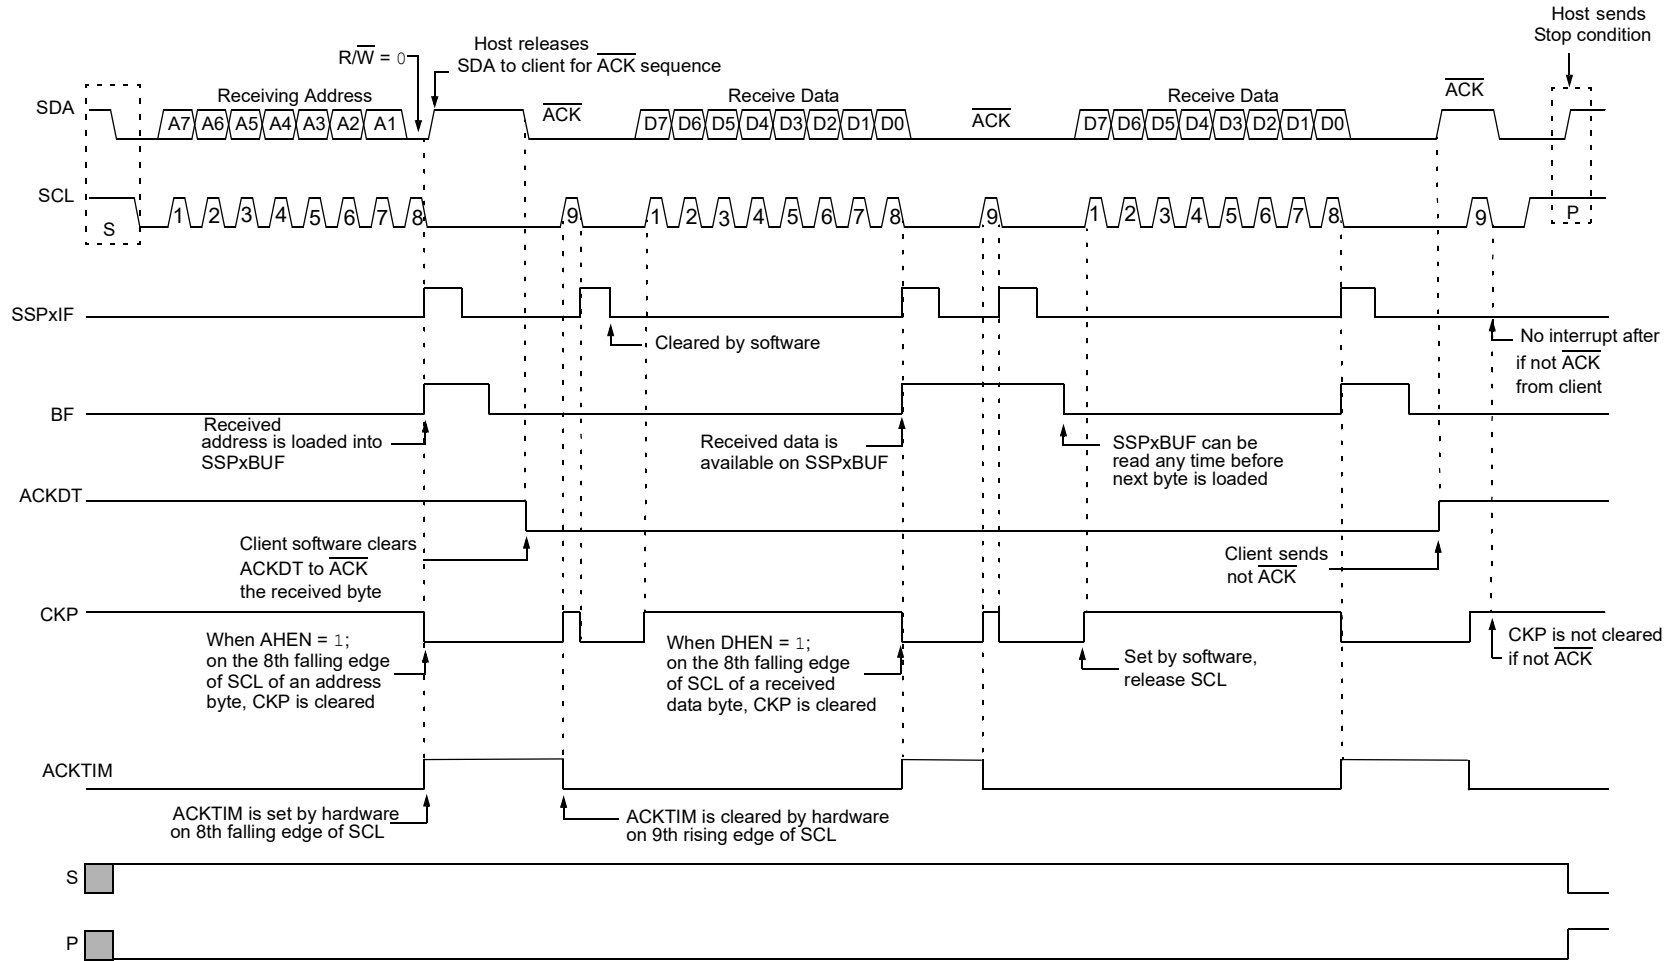 Host sends
Stop condition
R/W = 0
Host releases
SDA to client for ACK sequence
SDA
Receiving Address
A7 A6 A5 A4 A3 A2 A1
ACK
Receive Data
D7 D6 D5 D4 D3 D2 D1 D0
ACK
Receive Data
D7 D6 D5 D4 D3 D2 D1 D0
ACK
SCL
S
1 2 3 4 5 6 7 8 9
1 2 3 4 5 6 7 8 9
1 2 3 4 5 6 7 8 9
P
SSPxIF
Cleared by software
No interrupt after
if not ACK
from client
BF
Received
address is loaded into
SSPxBUF
Received data is
available on SSPxBUF
SSPxBUF can be
read any time before
next byte is loaded
ACKDT
Client software clears
ACKDT to ACK
the received byte
Client sends
not ACK
CKP
When AHEN = 1;
on the 8th falling edge
of SCL of an address
byte, CKP is cleared
When DHEN = 1;
on the 8th falling edge
of SCL of a received
data byte, CKP is cleared
Set by software,
release SCL
CKP is not cleared
if not ACK
ACKTIM
ACKTIM is set by hardware
on 8th falling edge of SCL
ACKTIM is cleared by hardware
on 9th rising edge of SCL
S
P